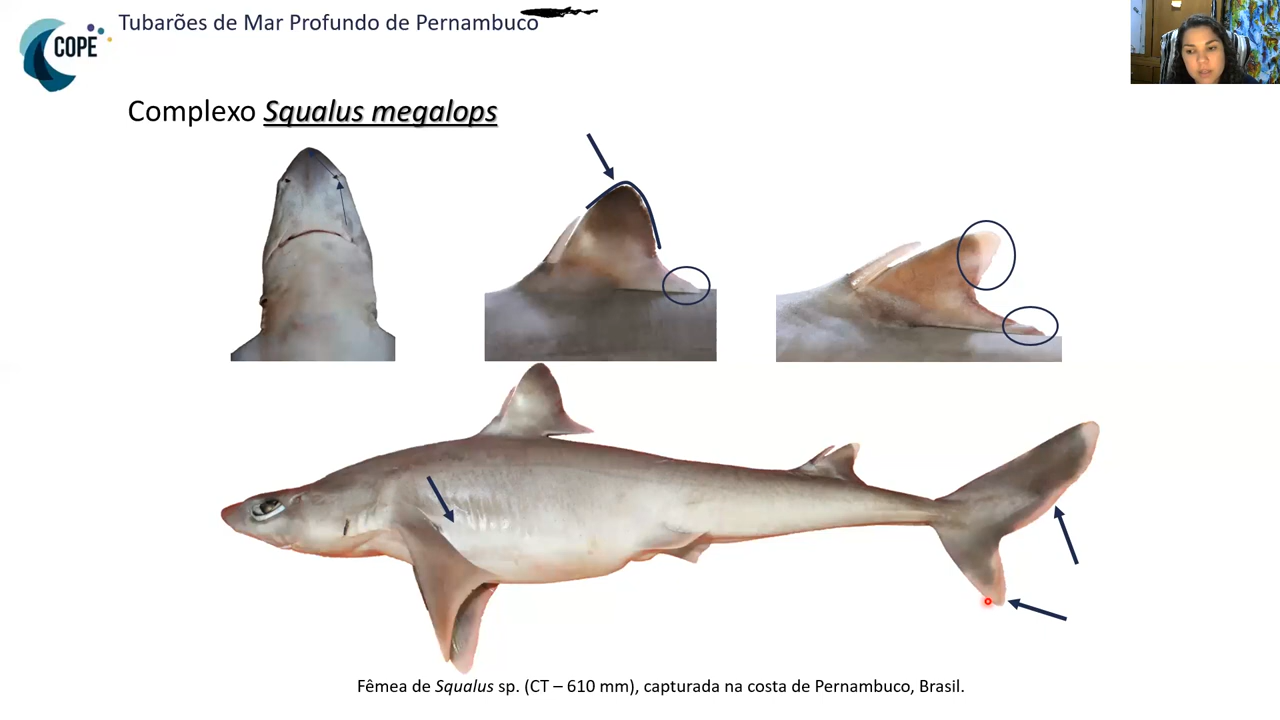 Tubarões de Mar Profundo de Pernambuco
COPE
Complexo Squalus megalops
Fêmea de Squalus sp. (CT – 610 mm), capturada na costa de Pernambuco, Brasil.